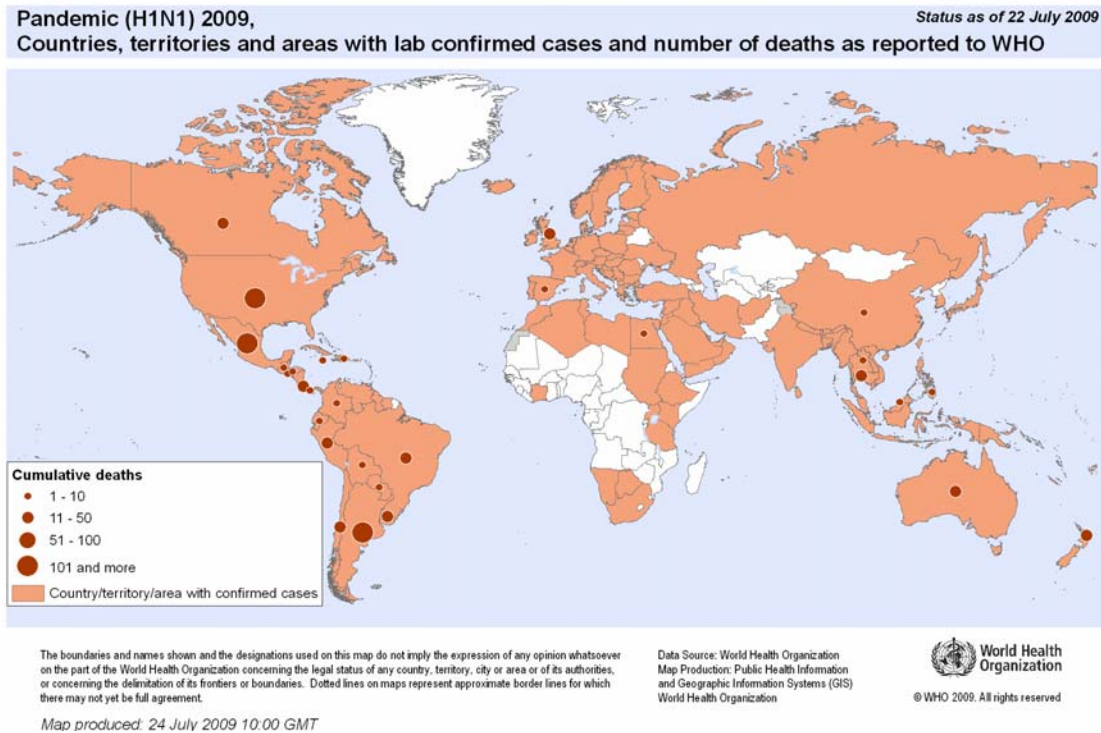 Pandemic (H1N1) 2009,
Status as of 22 July 2009
Countries, territories and areas with lab confirmed cases and number of deaths as reported to WHO
Cumulative deaths
1 - 10
11 - 50
51 - 100
101 and more
Country/territory/area with confirmed cases
The boundaries and names shown and the designations used on this map do not imply the expression of any opinion whatsoever
on the part of the World Health Organization concerning the legal status of any country, territory, city or area or of its authorities,
or concerning the delimitation of its frontiers or boundaries. Dotted lines on maps represent approximate border lines for which
there may not yet be full agreement.
Data Source: World Health Organization
Map Production: Public Health Information
and Geographic Information Systems (GIS)
World Health Organization
World Health
Organization
© WHO 2009. All rights reserved
Map produced: 24 July 2009 10:00 GMT